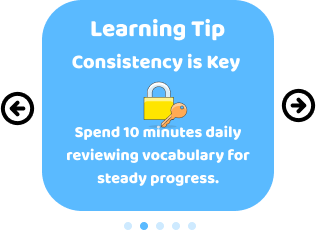 Learning Tip
Consistency is Key
Spend 10 minutes daily
reviewing vocabulary for
steady progress.